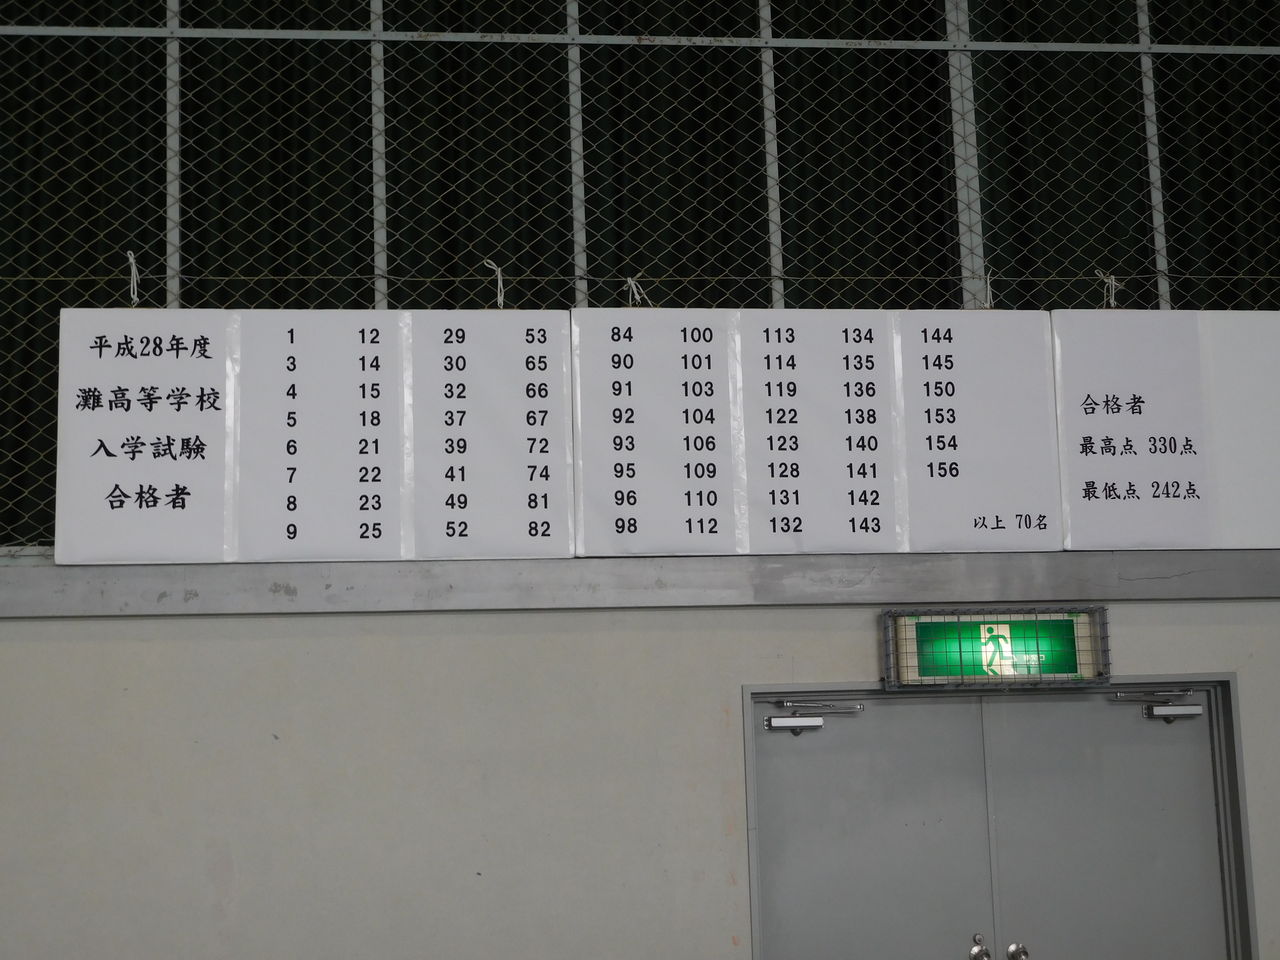 平成28年度
灘高等学校
入学試験
合格者
1 12 29 53 84 100 113 134 144
3 14 30 65 90 101 114 135 145
4 15 32 66 91 103 119 136 150
5 18 37 67 92 104 122 138 153
6 21 39 72 93 106 123 140 154
7 22 41 74 95 109 128 141 156
8 23 49 81 96 110 131 142
9 25 52 82 98 112 132 143
以上 70名
合格者
最高点 330点
最低点 242点